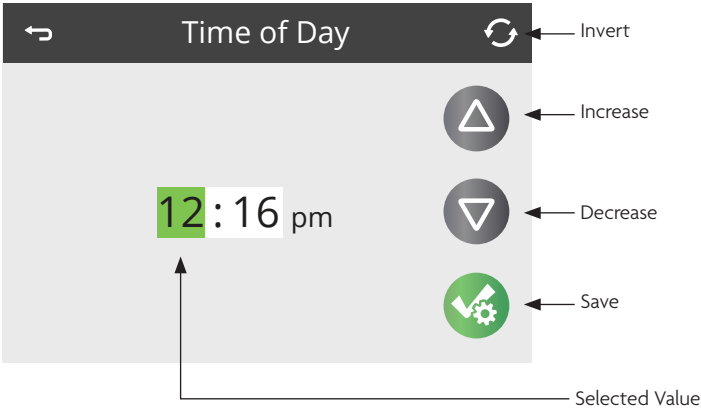 Time of Day
Invert
Increase
12 : 16 pm
Decrease
Save
Selected Value